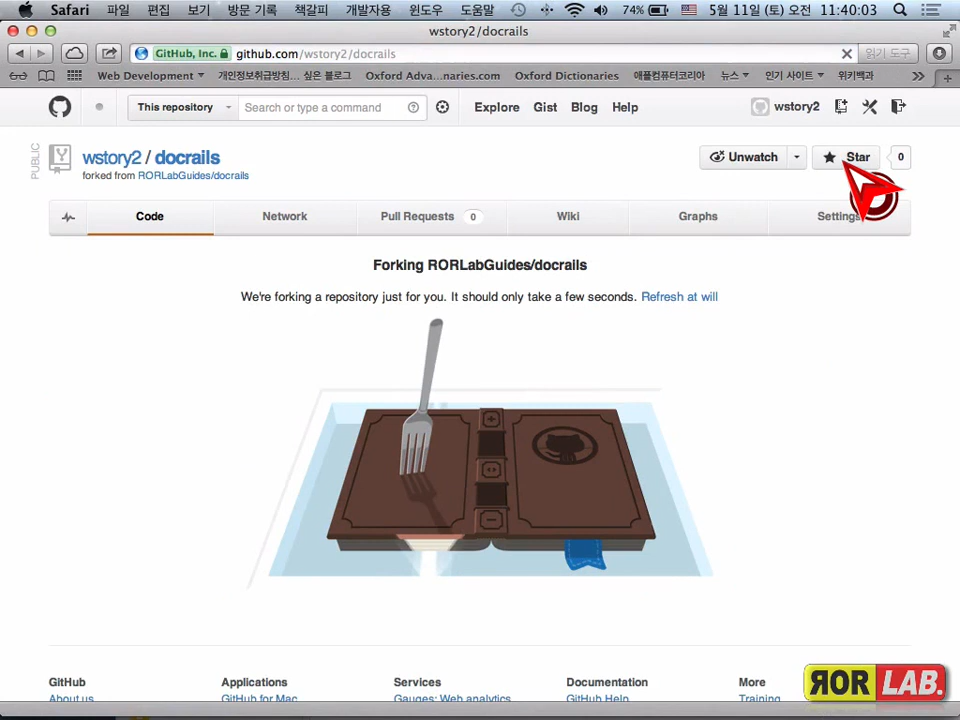 Safari 파일 편집 보기 방문 기록 책갈피 개발자용 윈도우 도움말 74% 5월 11일 (토) 오전 11:40:03
wstory2/docrails
GitHub, Inc. github.com/wstory2/docrails 읽기 도구
Web Development 개인정보취급방침... 싫은 블로그 Oxford Adva...naries.com Oxford Dictionaries 애플컴퓨터코리아 뉴스 인기 사이트 위키백과
This repository Search or type a command Explore Gist Blog Help wstory2
PUBLIC
wstory2 / docrails Unwatch Star 0
forked from RORLabGuides/docrails
Code Network Pull Requests 0 Wiki Graphs Settings
Forking RORLabGuides/docrails
We're forking a repository just for you. It should only take a few seconds. Refresh at will
GitHub Applications Services Documentation More
About us GitHub for Mac Gauges: Web analytics GitHub Help Training
ROR LAB.